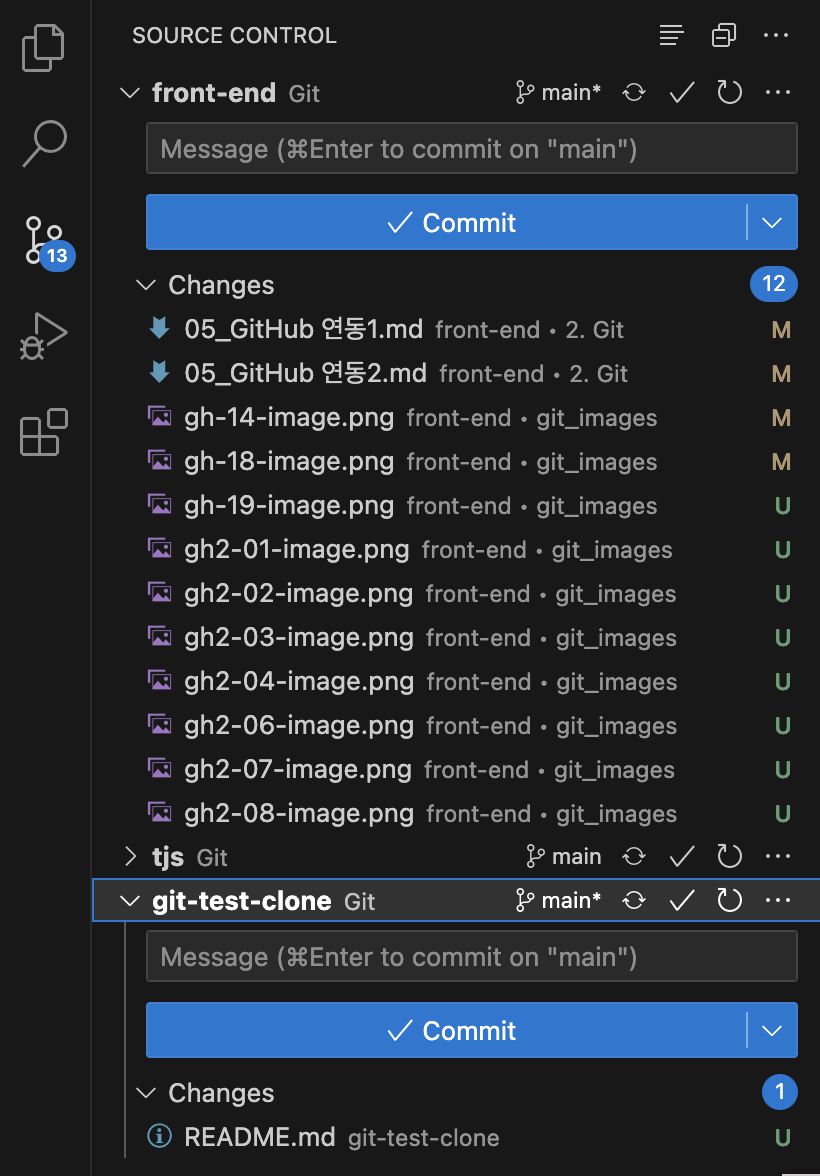 SOURCE CONTROL
front-end Git main*
Message (⌘Enter to commit on "main")
Commit
13
Changes 12
05_GitHub 연동1.md front-end • 2. Git M
05_GitHub 연동2.md front-end • 2. Git M
gh-14-image.png front-end • git_images M
gh-18-image.png front-end • git_images M
gh-19-image.png front-end • git_images U
gh2-01-image.png front-end • git_images U
gh2-02-image.png front-end • git_images U
gh2-03-image.png front-end • git_images U
gh2-04-image.png front-end • git_images U
gh2-06-image.png front-end • git_images U
gh2-07-image.png front-end • git_images U
gh2-08-image.png front-end • git_images U
tjs Git main
git-test-clone Git main*
Message (⌘Enter to commit on "main")
Commit
Changes 1
README.md git-test-clone U